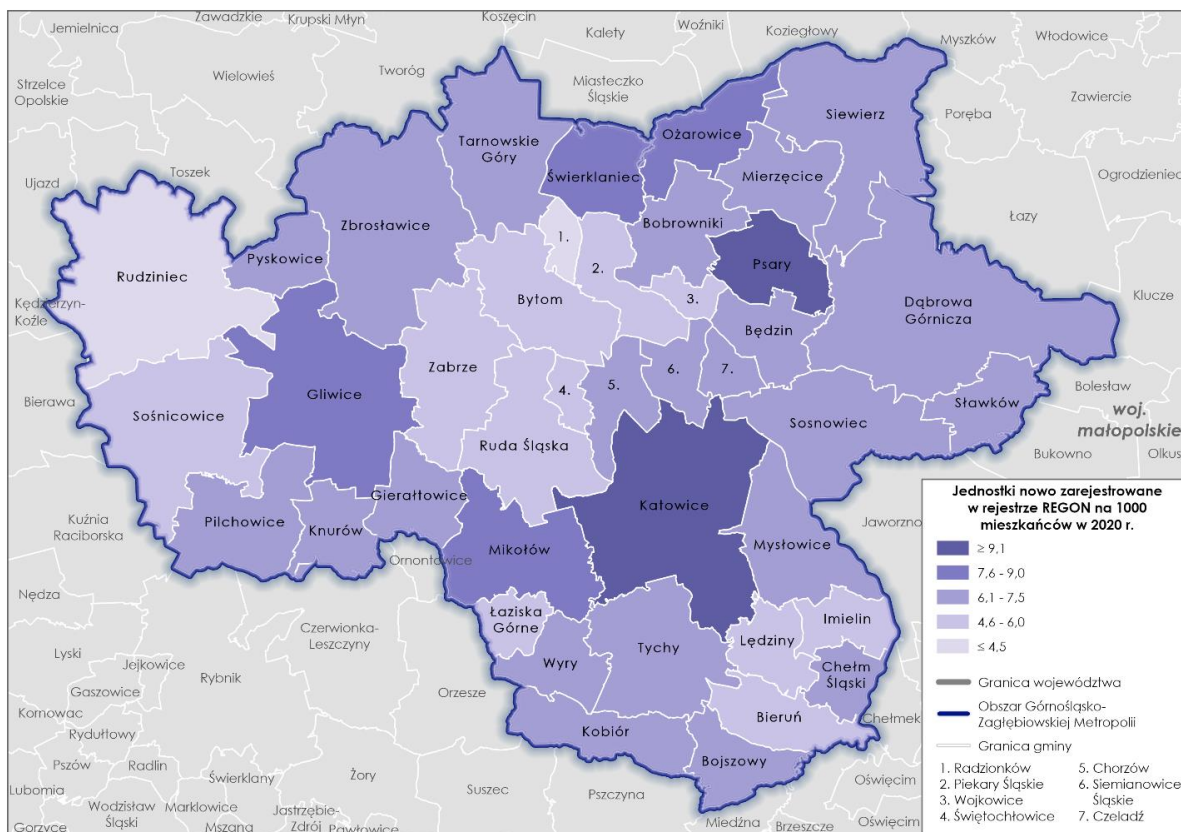 Zawadzkie
Koszęcin
Jemielnica
Krupski Młyn
Kalety
Woźniki
Koziegłowy
Myszków
Włodowice
Wielowieś
Tworóg
Miasteczko
Śląskie
Strzelce
Opolskie
Poręba
Zawiercie
Siewierz
Ożarowice
Tarnowskie
Góry
Toszek
Ujazd
Świerklaniec
Mierzęcice
Ogrodzieniec
Łazy
Zbrosławice
Bobrowniki
1.
2.
Pyskowice
Psary
Rudziniec
Kędzierzyn-
Koźle
Bytom
3.
Dąbrowa
Górnicza
Klucze
Będzin
Zabrze
4.
5.
6.
7.
Bolesław
Bierawa
Gliwice
Sośnicowice
Sławków
woj.
małopolskie
Sosnowiec
Ruda Śląska
Bukowno
Olkusz
Gierałtowice
Katowice
Pilchowice
Knurów
Kuźnia
Raciborska
Jaworzno
Mysłowice
Mikołów
Ornontowice
Nędza
Łaziska
Górne
Imielin
Lędziny
Czerwionka-
Leszczyny
Tychy
Wyry
Chełm
Śląski
Lyski
Jejkowice
Rybnik
Gaszowice
Orzesze
Kornowac
Rydułtowy
Bieruń
Chełmek
Kobiór
Bojszowy
Pszów
Radlin
Świerklany
Żory
Suszec
Pszczyna
Oświęcim
Lubomia
Wodzisław
Śląski
Marklowice
Mszana
Jastrzębie-
Zdrój
Pawłowice
Gorzyce
Miedźna
Brzeszcze
Oświęcim
Jednostki nowo zarejestrowane
w rejestrze REGON na 1000
mieszkańców w 2020 r.
≥ 9,1
7,6 - 9,0
6,1 - 7,5
4,6 - 6,0
≤ 4,5
Granica województwa
Obszar Górnośląsko-
Zagłębiowskiej Metropolii
Granica gminy
1. Radzionków
2. Piekary Śląskie
3. Wojkowice
4. Świętochłowice
5. Chorzów
6. Siemianowice
Śląskie
7. Czeladź